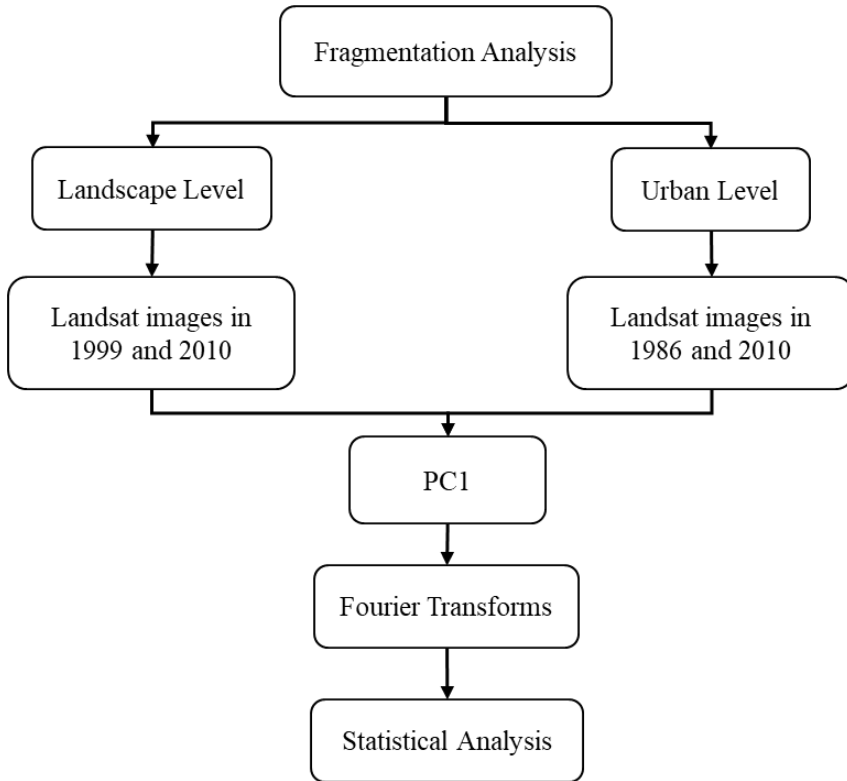 Fragmentation Analysis
Landscape Level
Urban Level
Landsat images in
1999 and 2010
Landsat images in
1986 and 2010
PC1
Fourier Transforms
Statistical Analysis